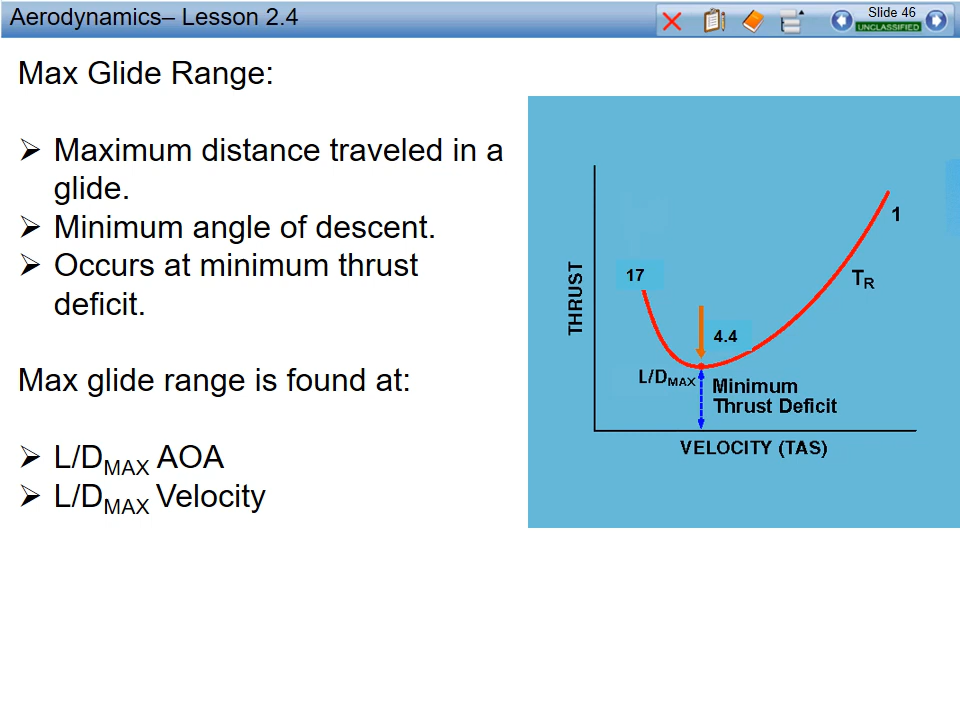 Aerodynamics– Lesson 2.4
Slide 46
UNCLASSIFIED
Max Glide Range:
➢ Maximum distance traveled in a
glide.
➢ Minimum angle of descent.
➢ Occurs at minimum thrust
deficit.
Max glide range is found at:
➢ L/DMAX AOA
➢ L/DMAX Velocity
1
17
TR
THRUST
4.4
L/DMAX
Minimum
Thrust Deficit
VELOCITY (TAS)